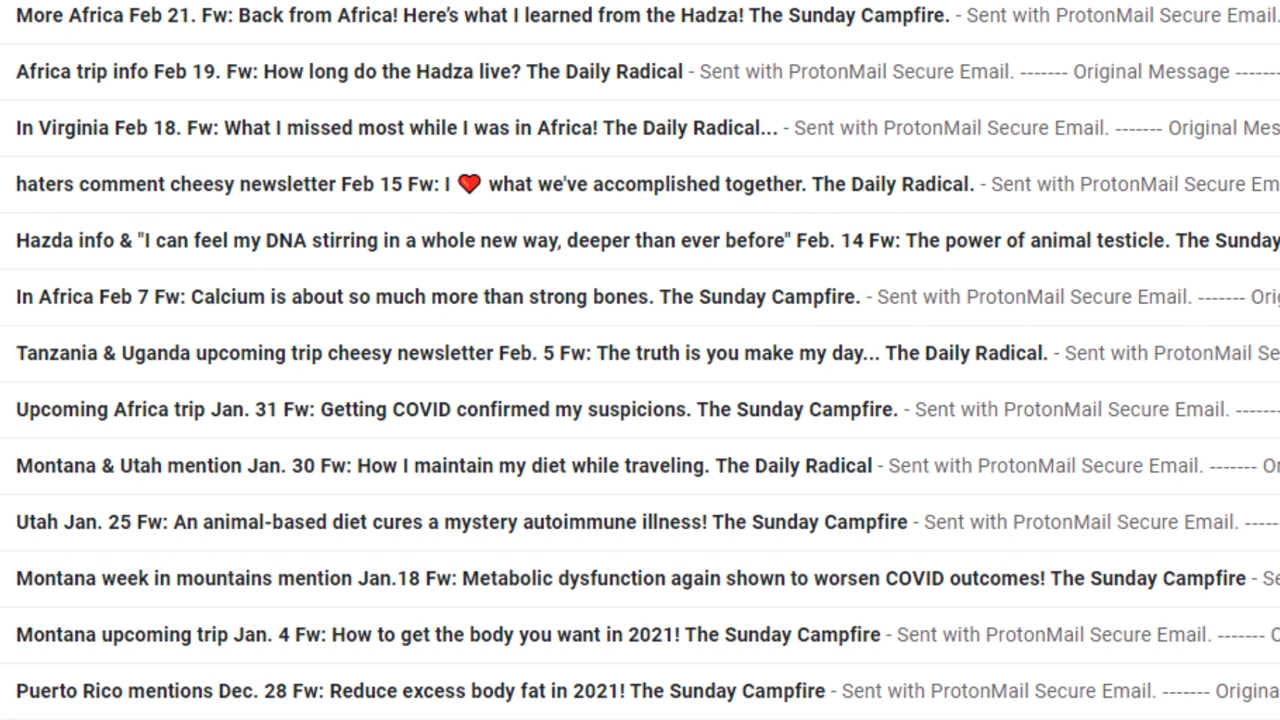 More Africa Feb 21. Fw: Back from Africa! Here's what I learned from the Hadza! The Sunday Campfire. - Sent with ProtonMail Secure Email.
Africa trip info Feb 19. Fw: How long do the Hadza live? The Daily Radical - Sent with ProtonMail Secure Email. ------- Original Message -------
In Virginia Feb 18. Fw: What I missed most while I was in Africa! The Daily Radical... - Sent with ProtonMail Secure Email. ------- Original Mes
haters comment cheesy newsletter Feb 15 Fw: I ❤️ what we've accomplished together. The Daily Radical. - Sent with ProtonMail Secure Em
Hazda info & "I can feel my DNA stirring in a whole new way, deeper than ever before" Feb. 14 Fw: The power of animal testicle. The Sunday
In Africa Feb 7 Fw: Calcium is about so much more than strong bones. The Sunday Campfire. - Sent with ProtonMail Secure Email. ------- Orig
Tanzania & Uganda upcoming trip cheesy newsletter Feb. 5 Fw: The truth is you make my day... The Daily Radical. - Sent with ProtonMail Se
Upcoming Africa trip Jan. 31 Fw: Getting COVID confirmed my suspicions. The Sunday Campfire. - Sent with ProtonMail Secure Email. ------
Montana & Utah mention Jan. 30 Fw: How I maintain my diet while traveling. The Daily Radical - Sent with ProtonMail Secure Email. ------- Or
Utah Jan. 25 Fw: An animal-based diet cures a mystery autoimmune illness! The Sunday Campfire - Sent with ProtonMail Secure Email. -----
Montana week in mountains mention Jan.18 Fw: Metabolic dysfunction again shown to worsen COVID outcomes! The Sunday Campfire - Se
Montana upcoming trip Jan. 4 Fw: How to get the body you want in 2021! The Sunday Campfire - Sent with ProtonMail Secure Email. ------- O
Puerto Rico mentions Dec. 28 Fw: Reduce excess body fat in 2021! The Sunday Campfire - Sent with ProtonMail Secure Email. ------- Origina